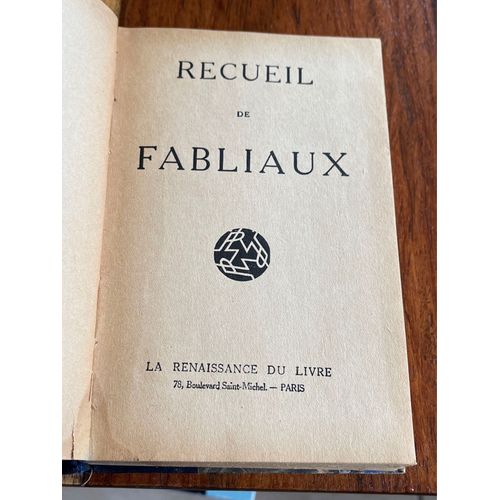 RECUEIL
DE
FABLIAUX
LA RENAISSANCE DU LIVRE
78, Boulevard Saint-Michel. — PARIS